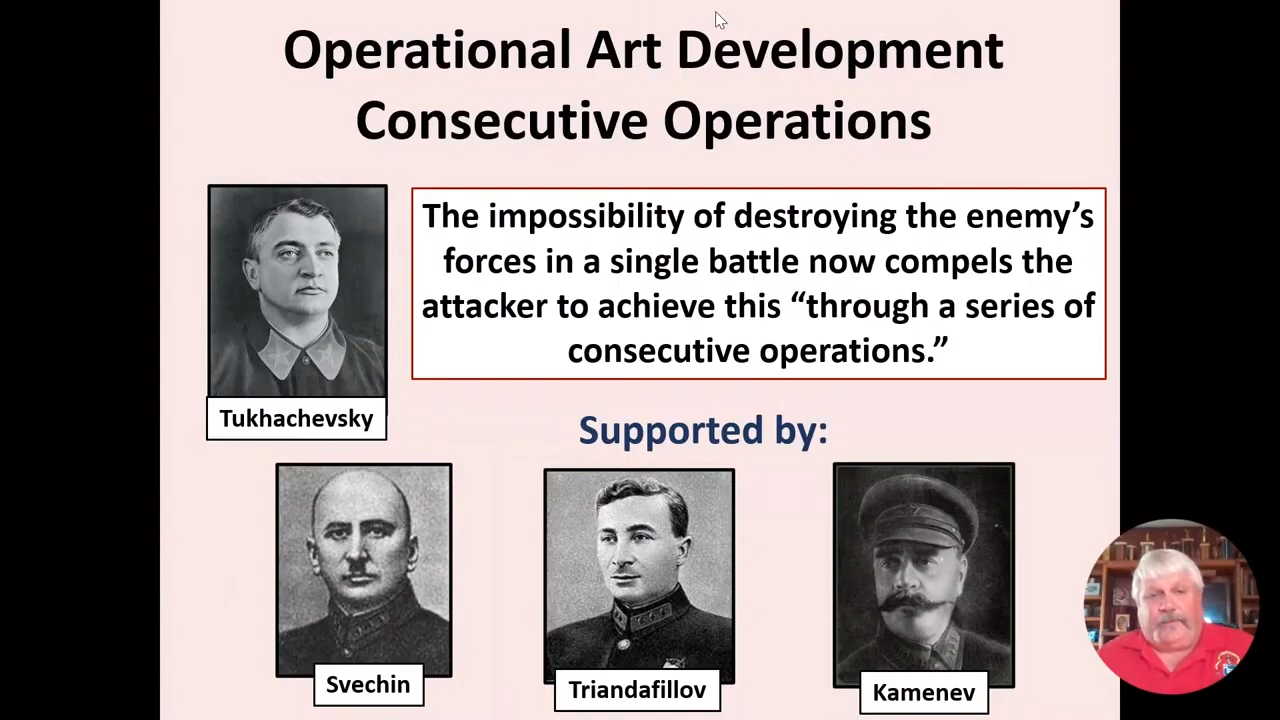 Operational Art Development
Consecutive Operations
The impossibility of destroying the enemy’s
forces in a single battle now compels the
attacker to achieve this “through a series of
consecutive operations.”
Tukhachevsky
Supported by:
Svechin
Triandafillov
Kamenev